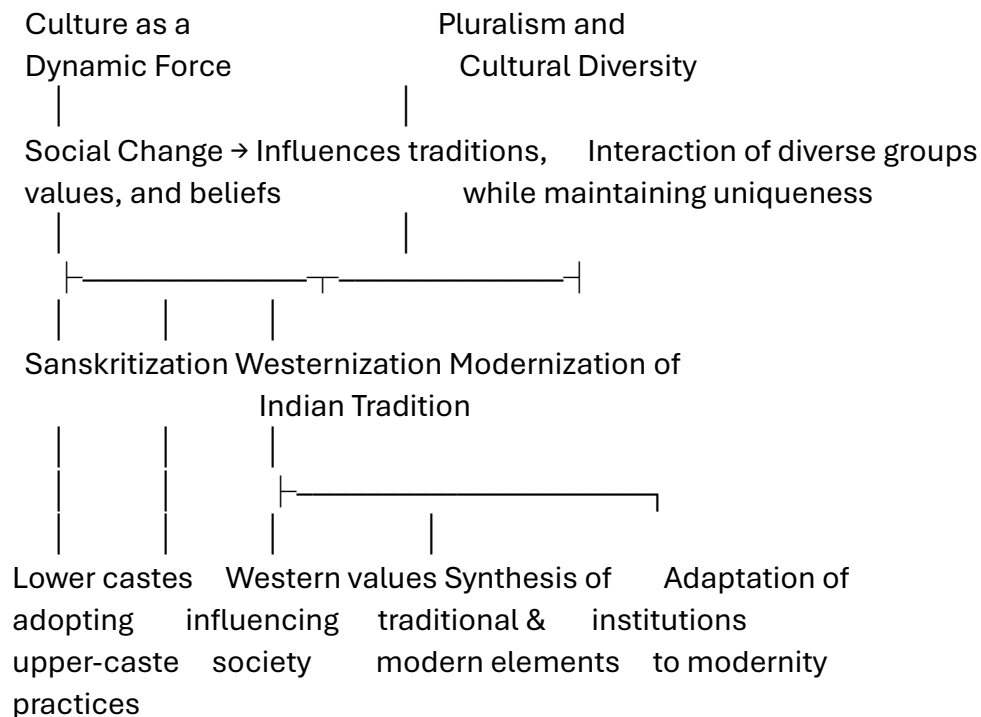 Culture as a Pluralism and
Dynamic Force Cultural Diversity
Social Change → Influences traditions, Interaction of diverse groups
values, and beliefs while maintaining uniqueness
Sanskritization Westernization Modernization of
Indian Tradition
Lower castes Western values Synthesis of Adaptation of
adopting influencing traditional & institutions
upper-caste society modern elements to modernity
practices